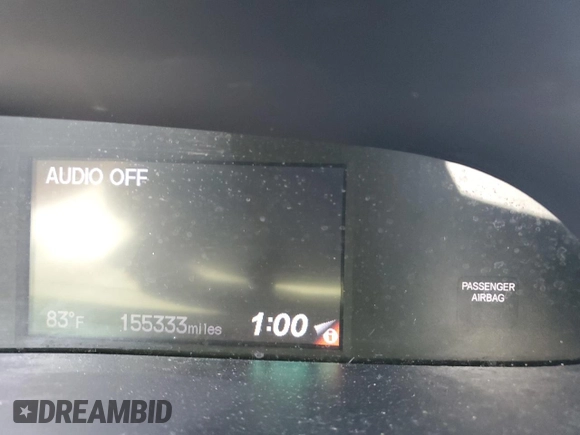 AUDIO OFF
83°F 155333miles 1:00
PASSENGER
AIRBAG
DREAMBID